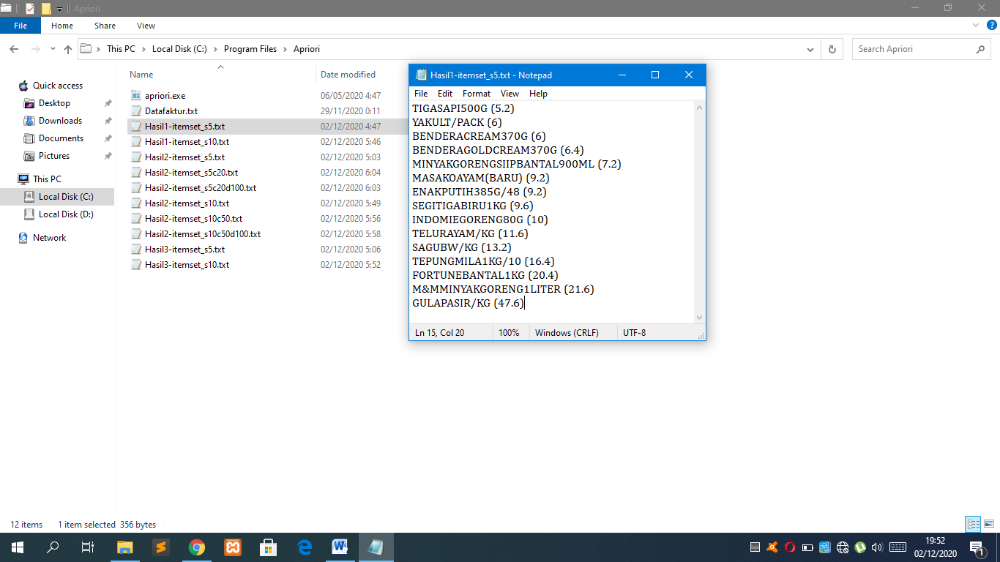 Apriori
File Home Share View
This PC Local Disk (C:) Program Files Apriori
Search Apriori
Quick access
Desktop
Downloads
Documents
Pictures
This PC
Local Disk (C:)
Local Disk (D:)
Network
Name Date modified
apriori.exe 06/05/2020 4:47
Datafaktur.txt 29/11/2020 0:11
Hasil1-itemset_s5.txt 02/12/2020 4:47
Hasil1-itemset_s10.txt 02/12/2020 5:46
Hasil2-itemset_s5.txt 02/12/2020 5:03
Hasil2-itemset_s5c20.txt 02/12/2020 6:04
Hasil2-itemset_s5c20d100.txt 02/12/2020 6:03
Hasil2-itemset_s10.txt 02/12/2020 5:49
Hasil2-itemset_s10c50.txt 02/12/2020 5:56
Hasil2-itemset_s10c50d100.txt 02/12/2020 5:58
Hasil3-itemset_s5.txt 02/12/2020 5:06
Hasil3-itemset_s10.txt 02/12/2020 5:52
Hasil1-itemset_s5.txt - Notepad
File Edit Format View Help
TIGASAPI500G (5.2)
YAKULT/PACK (6)
BENDERACREAM370G (6)
BENDERAGOLDCREAM370G (6.4)
MINYAKGORENGSIIPBANTAL900ML (7.2)
MASAKOAYAM(BARU) (9.2)
ENAKPUTIH385G/48 (9.2)
SEGITIGABIRU1KG (9.6)
INDOMIEGORENG80G (10)
TELURAYAM/KG (11.6)
SAGUBW/KG (13.2)
TEPUNGMILA1KG/10 (16.4)
FORTUNEBANTAL1KG (20.4)
M&MMINYAKGORENG1LITER (21.6)
GULAPASIR/KG (47.6)
Ln 15, Col 20 100% Windows (CRLF) UTF-8
12 items 1 item selected 356 bytes
19:52
02/12/2020
1